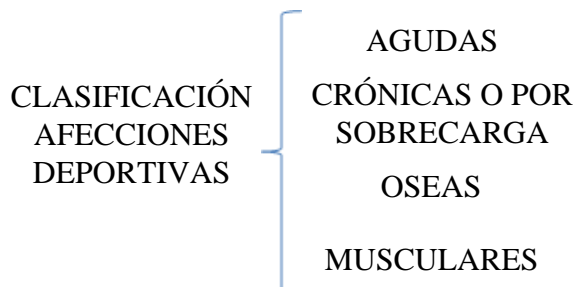 CLASIFICACIÓN
AFECCIONES
DEPORTIVAS
AGUDAS
CRÓNICAS O POR
SOBRECARGA
OSEAS
MUSCULARES